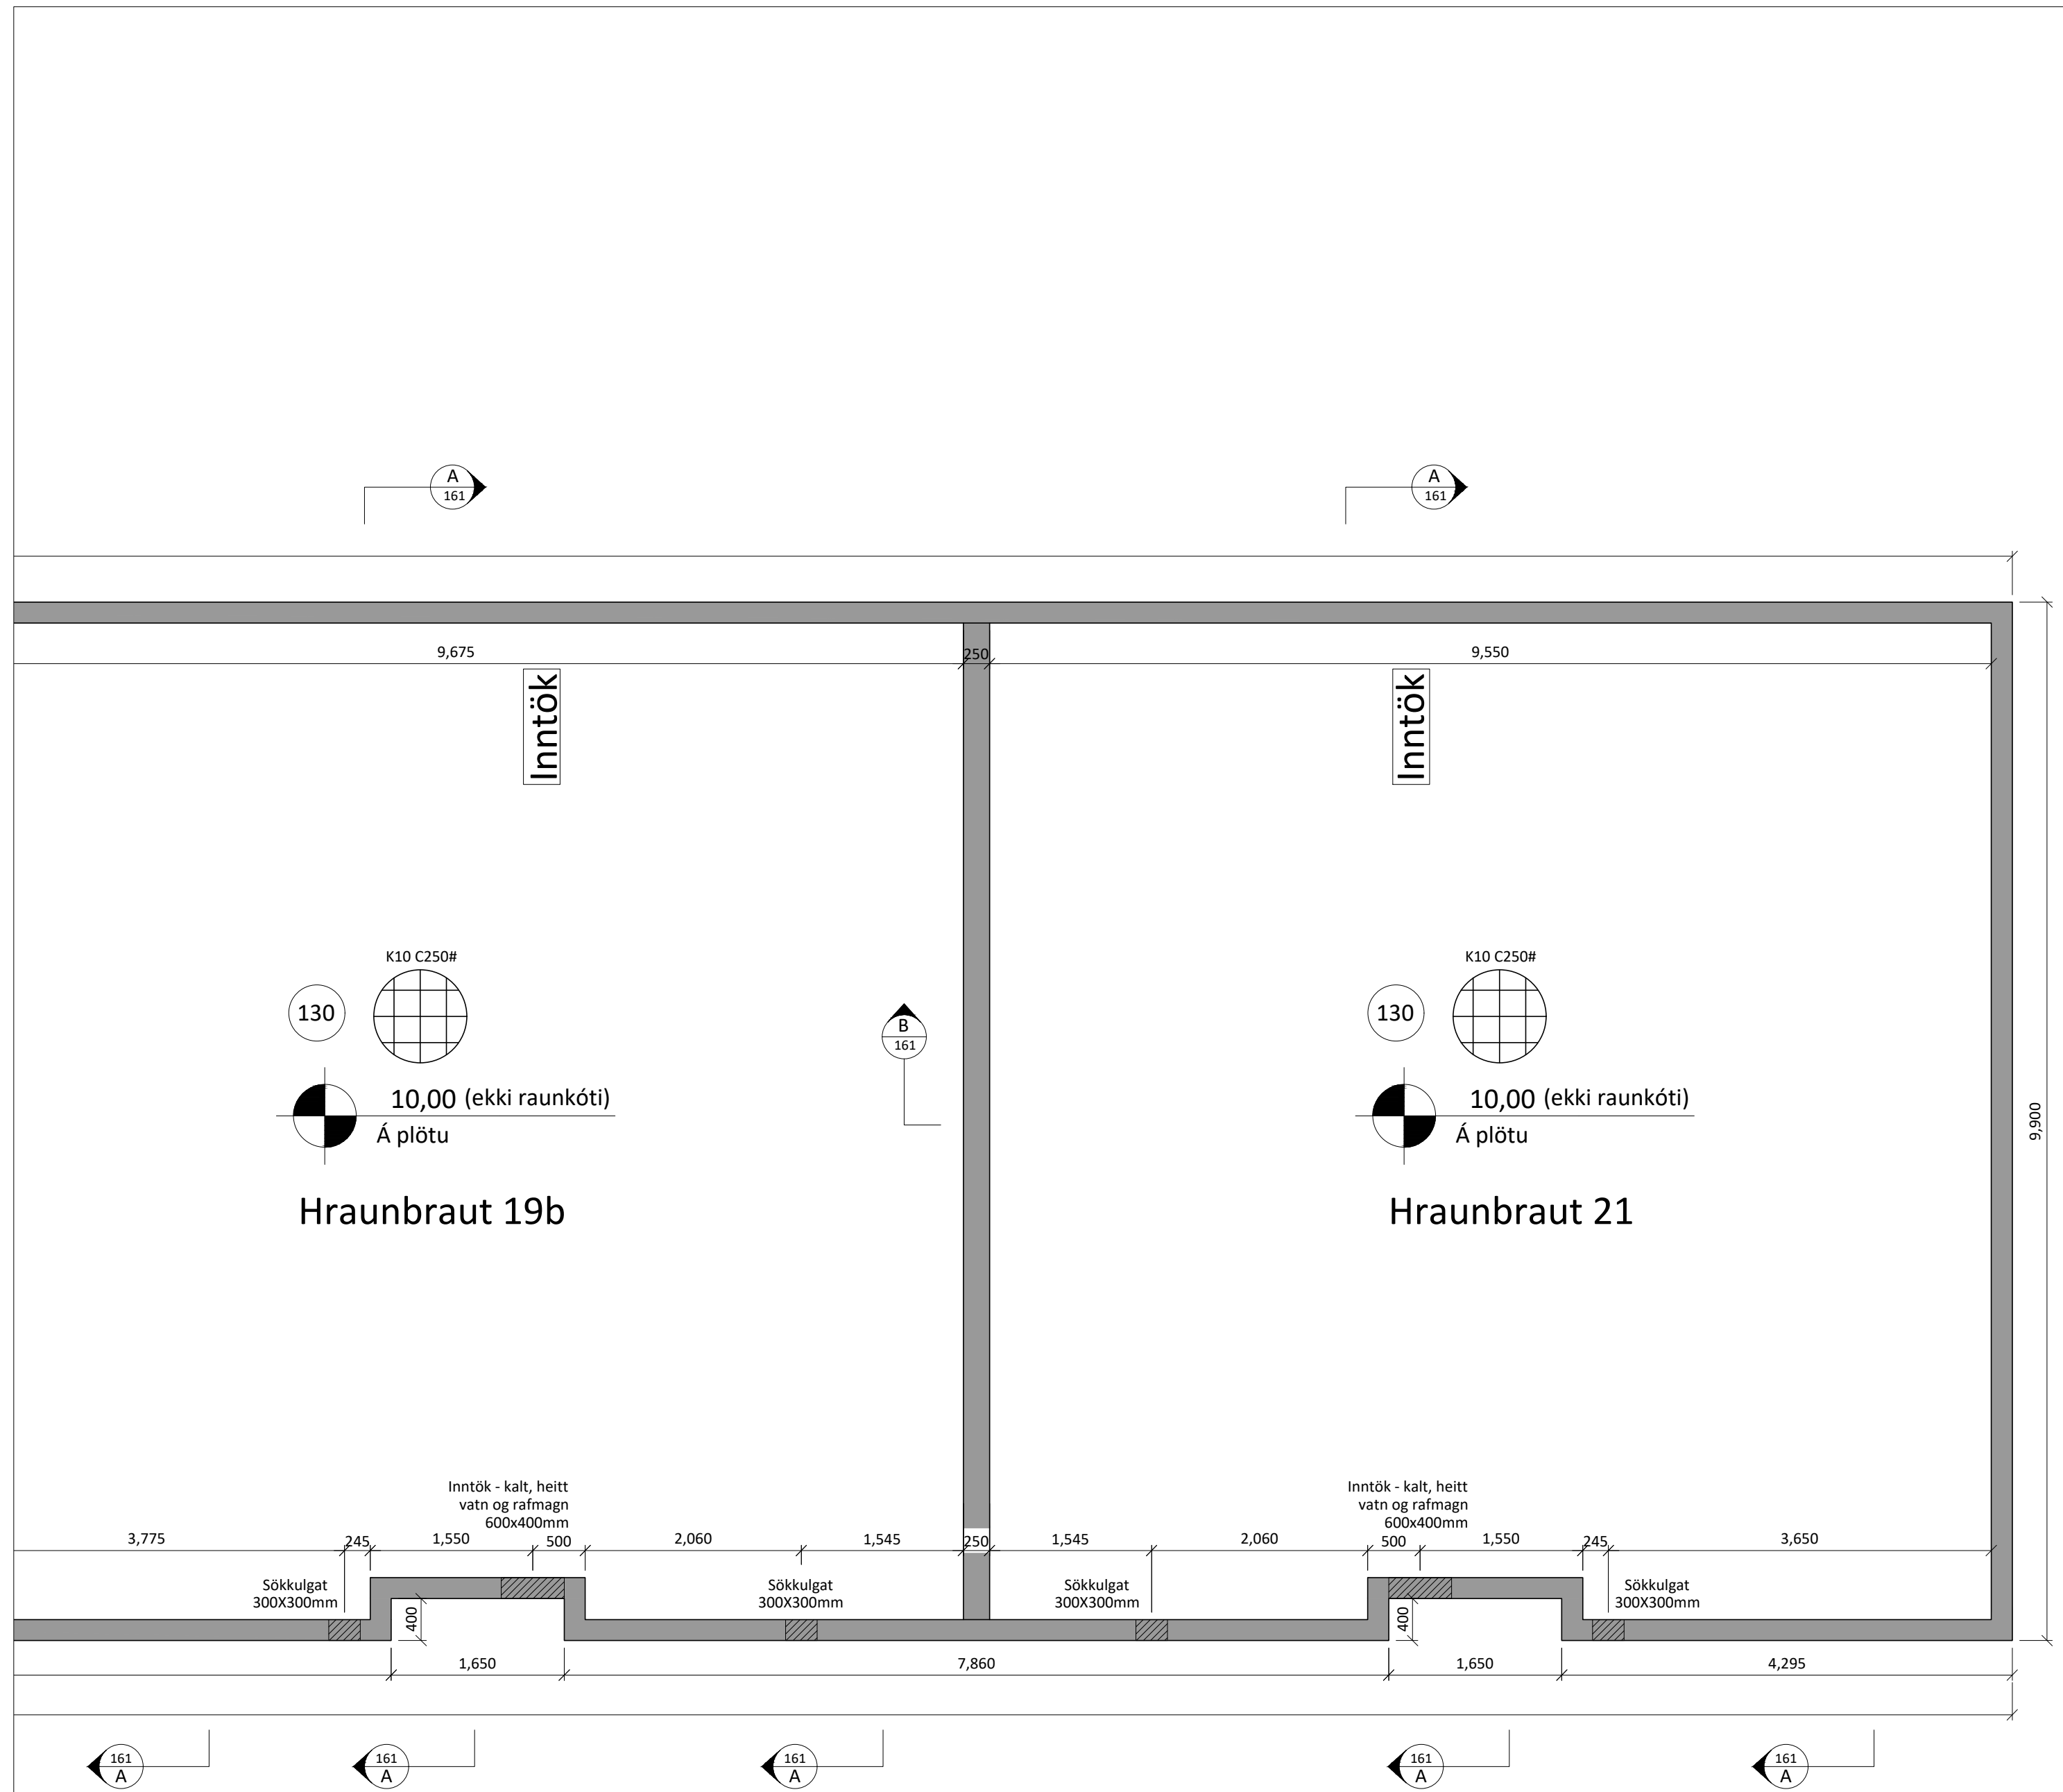 A
161
A
161
9,675
250
9,550
Inntök
Inntök
K10 C250#
K10 C250#
130
130
B
161
10,00 (ekki raunkóti)
Á plötu
10,00 (ekki raunkóti)
Á plötu
9,900
Hraunbraut 19b
Hraunbraut 21
Inntök - kalt, heitt
vatn og rafmagn
600x400mm
Inntök - kalt, heitt
vatn og rafmagn
600x400mm
3,775
245
1,550
500
2,060
1,545
250
1,545
2,060
500
1,550
245
3,650
Sökkulgat
300X300mm
Sökkulgat
300X300mm
Sökkulgat
300X300mm
Sökkulgat
300X300mm
400
400
1,650
7,860
1,650
4,295
161
A
161
A
161
A
161
A
161
A